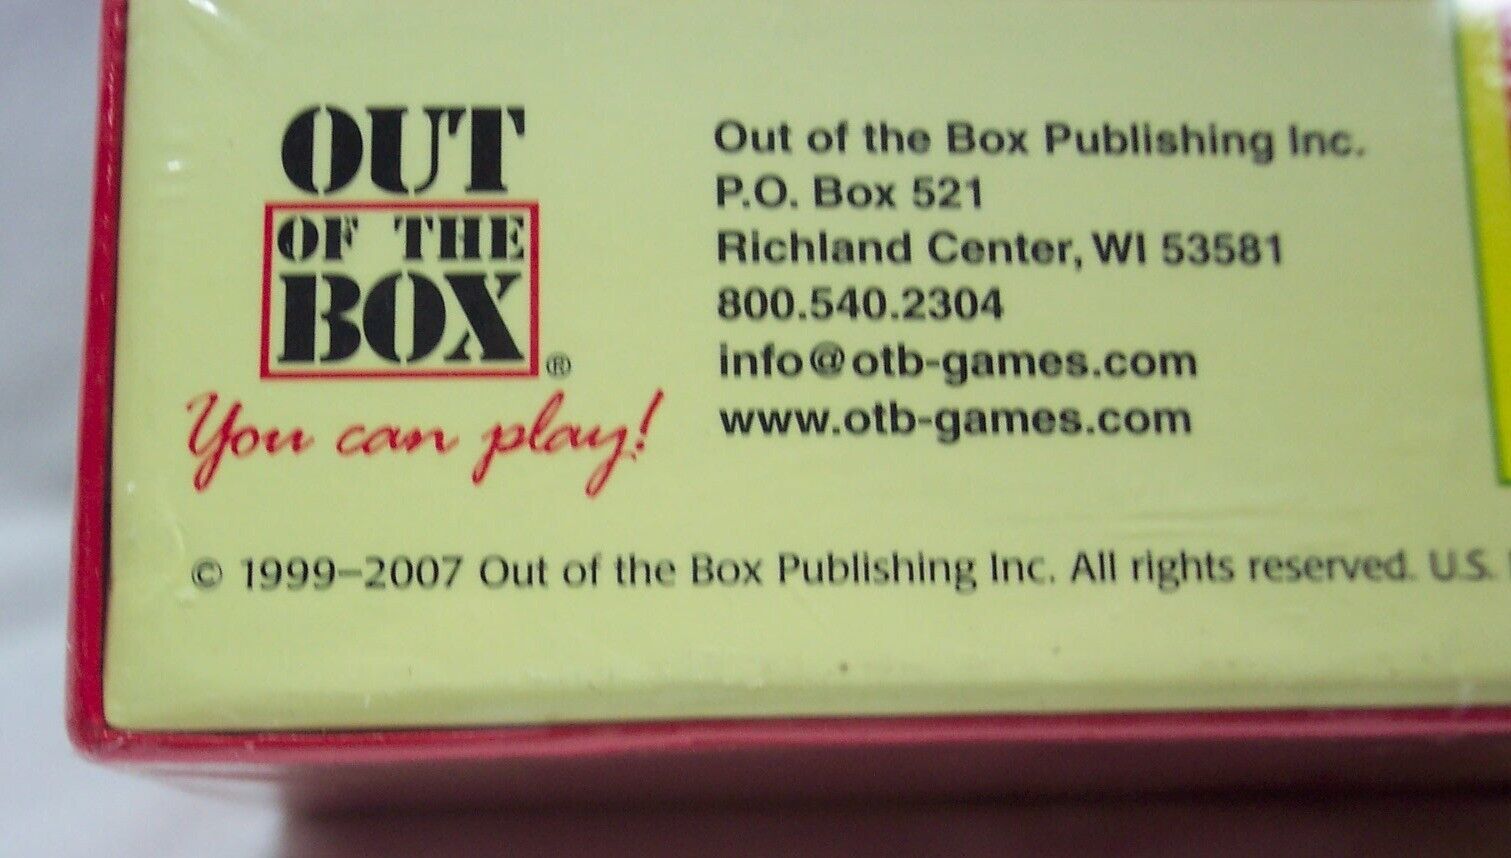 OUT
OF THE
BOX®
You can play!
Out of the Box Publishing Inc.
P.O. Box 521
Richland Center, WI 53581
800.540.2304
info@otb-games.com
www.otb-games.com
© 1999–2007 Out of the Box Publishing Inc. All rights reserved. U.S.